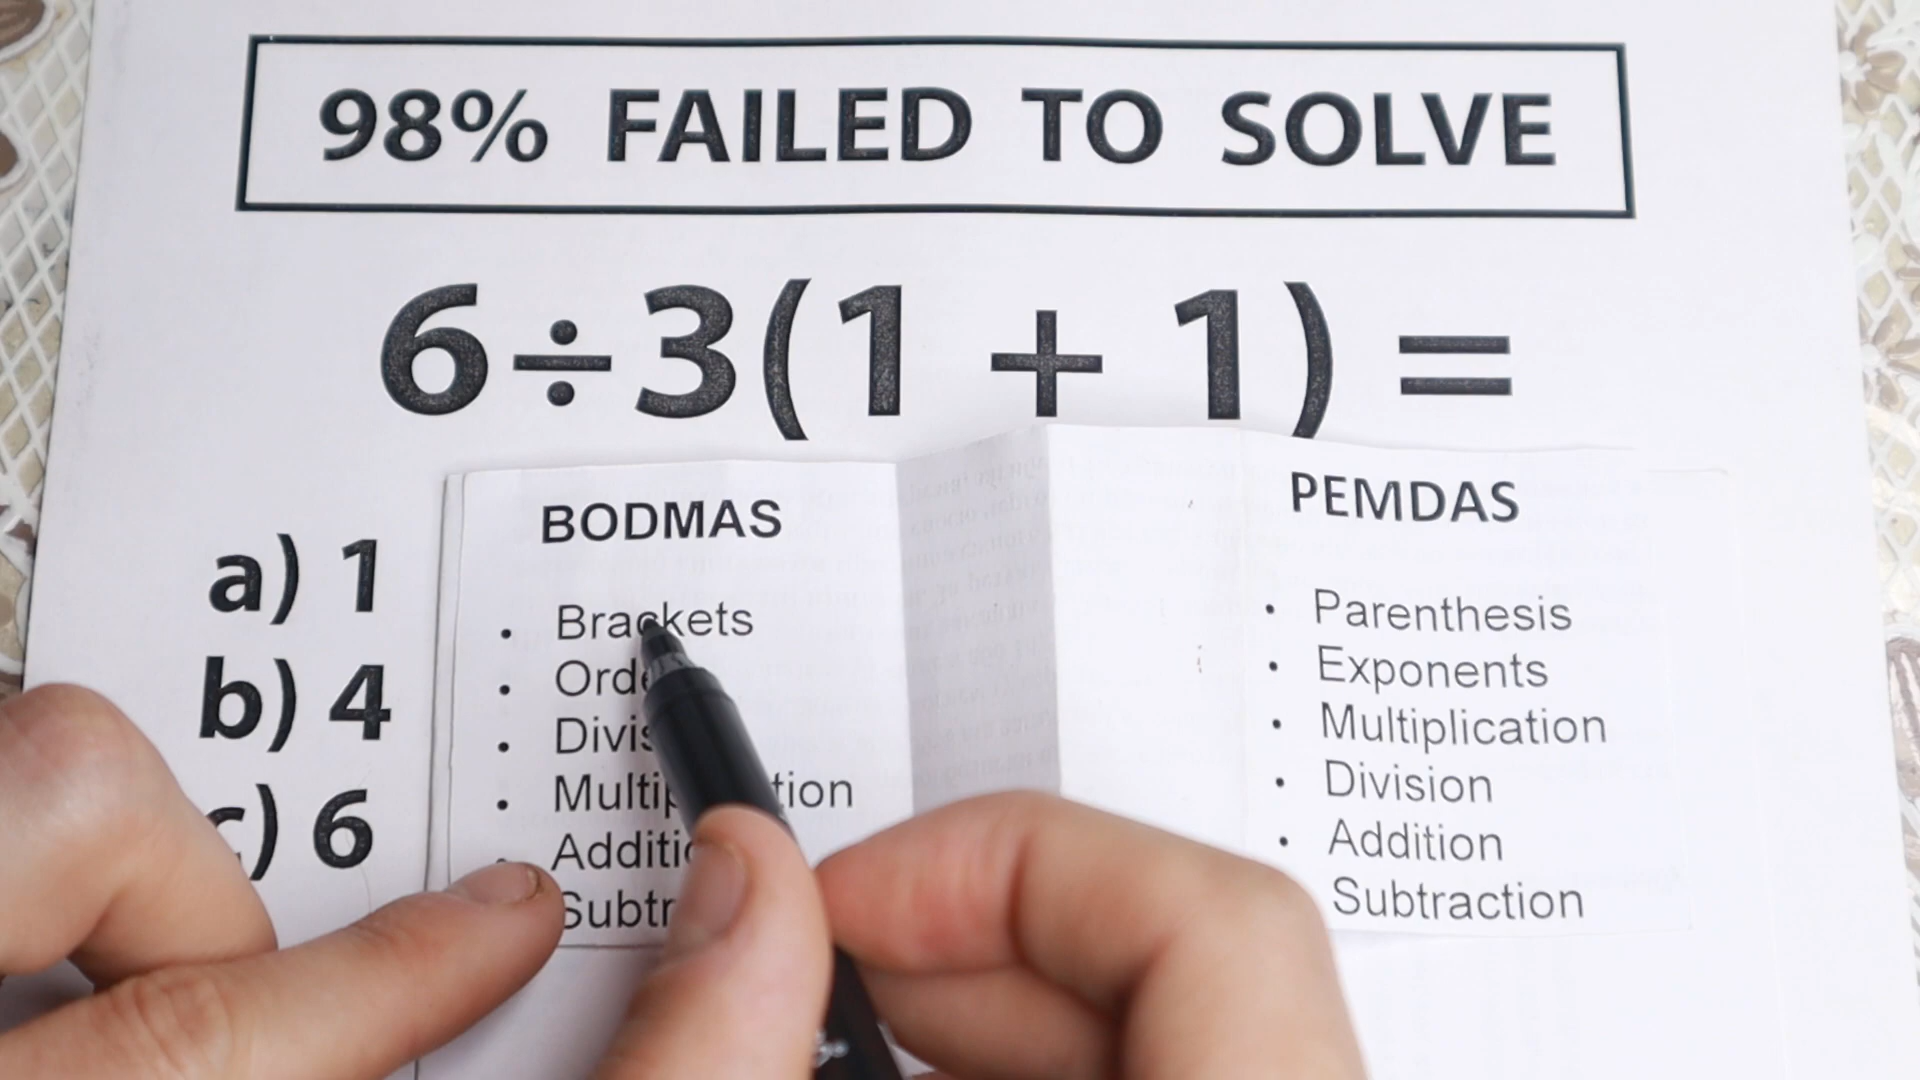 98% FAILED TO SOLVE
6÷3(1 + 1) =
a) 1
b) 4
c) 6
BODMAS
• Brackets
•
•
•
• 
PEMDAS
• Parenthesis
• Exponents
• Multiplication
• Division
• Addition
Subtraction